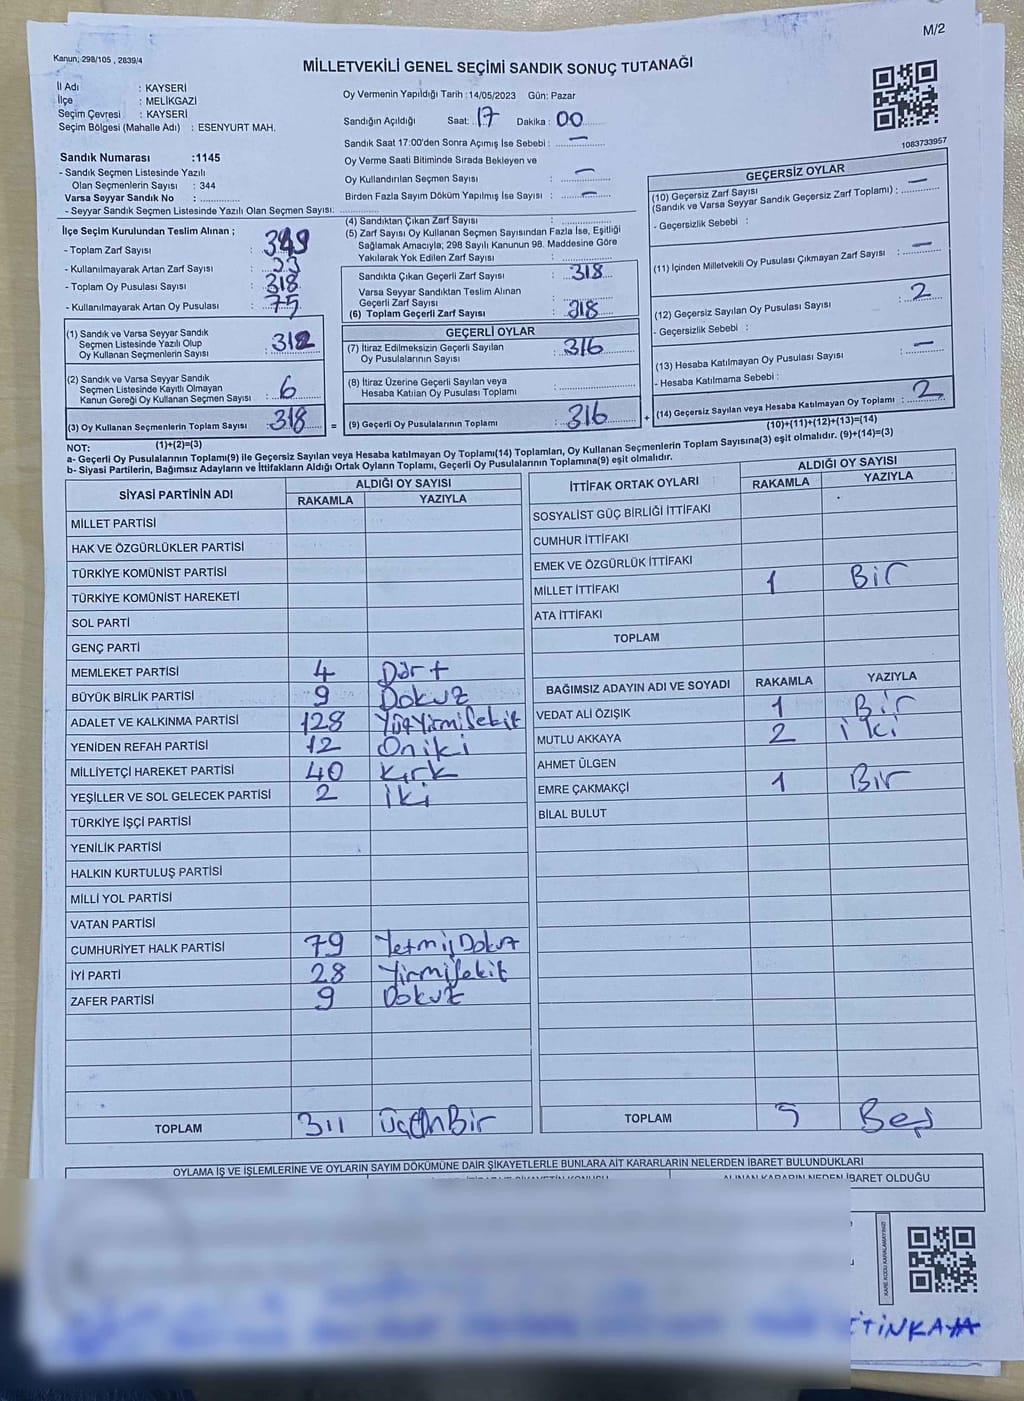 M/2
Kanun; 298/105 , 2839/4
MİLLETVEKİLİ GENEL SEÇİMİ SANDIK SONUÇ TUTANAĞI
İl Adı : KAYSERİ
İlçe : MELİKGAZİ
Seçim Çevresi : KAYSERİ
Seçim Bölgesi (Mahalle Adı) : ESENYURT MAH.
Sandık Numarası :1145
- Sandık Seçmen Listesinde Yazılı
Olan Seçmenlerin Sayısı : 344
Varsa Seyyar Sandık No :
- Seyyar Sandık Seçmen Listesinde Yazılı Olan Seçmen Sayısı:
Oy Vermenin Yapıldığı Tarih :14/05/2023 Gün: Pazar
Sandığın Açıldığı Saat: 17 Dakika : 00
Sandık Saat 17:00'den Sonra Açımış İse Sebebi : —
Oy Verme Saati Bitiminde Sırada Bekleyen ve
Oy Kullandırılan Seçmen Sayısı : —
Birden Fazla Sayım Döküm Yapılmış İse Sayısı : —
1083733957
İlçe Seçim Kurulundan Teslim Alınan ;
- Toplam Zarf Sayısı : 349
- Kullanılmayarak Artan Zarf Sayısı : 33
- Toplam Oy Pusulası Sayısı : 318
- Kullanılmayarak Artan Oy Pusulası : 75
(1) Sandık ve Varsa Seyyar Sandık
Seçmen Listesinde Yazılı Olup
Oy Kullanan Seçmenlerin Sayısı : 312
(2) Sandık ve Varsa Seyyar Sandık
Seçmen Listesinde Kayıtlı Olmayan
Kanun Gereği Oy Kullanan Seçmen Sayısı : 6
(3) Oy Kullanan Seçmenlerin Toplam Sayısı : 318
(1)+(2)=(3)
(4) Sandıktan Çıkan Zarf Sayısı :
(5) Zarf Sayısı Oy Kullanan Seçmen Sayısından Fazla İse, Eşitliği
Sağlamak Amacıyla; 298 Sayılı Kanunun 98. Maddesine Göre
Yakılarak Yok Edilen Zarf Sayısı :
Sandıkta Çıkan Geçerli Zarf Sayısı : 318
Varsa Seyyar Sandıktan Teslim Alınan
Geçerli Zarf Sayısı :
(6) Toplam Geçerli Zarf Sayısı : 318
GEÇERLİ OYLAR
(7) İtiraz Edilmeksizin Geçerli Sayılan
Oy Pusulalarının Sayısı : 316
(8) İtiraz Üzerine Geçerli Sayılan veya
Hesaba Katılan Oy Pusulası Toplamı :
= (9) Geçerli Oy Pusulalarının Toplamı : 316 +
GEÇERSİZ OYLAR
(10) Geçersiz Zarf Sayısı
(Sandık ve Varsa Seyyar Sandık Geçersiz Zarf Toplamı) : —
- Geçersizlik Sebebi :
(11) İçinden Milletvekili Oy Pusulası Çıkmayan Zarf Sayısı : —
(12) Geçersiz Sayılan Oy Pusulası Sayısı : 2
- Geçersizlik Sebebi :
(13) Hesaba Katılmayan Oy Pusulası Sayısı : —
- Hesaba Katılmama Sebebi :
(14) Geçersiz Sayılan veya Hesaba Katılmayan Oy Toplamı : 2
(10)+(11)+(12)+(13)=(14)
NOT:
a- Geçerli Oy Pusulasının Toplamı(9) ile Geçersiz Sayılan veya Hesaba katılmayan Oy Toplamı(14) Toplamları, Oy Kullanan Seçmenlerin Toplam Sayısına(3) eşit olmalıdır. (9)+(14)=(3)
b- Siyasi Partilerin, Bağımsız Adayların ve İttifakların Aldığı Ortak Oyların Toplamı, Geçerli Oy Pusulalarının Toplamına(9) eşit olmalıdır.
SİYASİ PARTİNİN ADI ALDIĞI OY SAYISI
RAKAMLA YAZIYLA
MİLLET PARTİSİ
HAK VE ÖZGÜRLÜKLER PARTİSİ
TÜRKİYE KOMÜNİST PARTİSİ
TÜRKİYE KOMÜNİST HAREKETİ
SOL PARTİ
GENÇ PARTİ
MEMLEKET PARTİSİ 4 Dört
BÜYÜK BİRLİK PARTİSİ 9 Dokuz
ADALET VE KALKINMA PARTİSİ 128 YüzYirmiSekiz
YENİDEN REFAH PARTİSİ 12 Oniki
MİLLİYETÇİ HAREKET PARTİSİ 40 Kırk
YEŞİLLER VE SOL GELECEK PARTİSİ 2 İki
TÜRKİYE İŞÇİ PARTİSİ
YENİLİK PARTİSİ
HALKIN KURTULUŞ PARTİSİ
MİLLİ YOL PARTİSİ
VATAN PARTİSİ
CUMHURİYET HALK PARTİSİ 79 YetmişDokuz
İYİ PARTİ 28 YirmiSekiz
ZAFER PARTİSİ 9 Dokuz
TOPLAM 311 ÜçOnBir
İTTİFAK ORTAK OYLARI ALDIĞI OY SAYISI
RAKAMLA YAZIYLA
SOSYALİST GÜÇ BİRLİĞİ İTTİFAKI
CUMHUR İTTİFAKI
EMEK VE ÖZGÜRLÜK İTTİFAKI
MİLLET İTTİFAKI 1 Bir
ATA İTTİFAKI
TOPLAM
BAĞIMSIZ ADAYIN ADI VE SOYADI RAKAMLA YAZIYLA
VEDAT ALİ ÖZIŞIK 1 Bir
MUTLU AKKAYA 2 İki
AHMET ÜLGEN
EMRE ÇAKMAKÇİ 1 Bir
BİLAL BULUT
TOPLAM 5 Beş
OYLAMA İŞ VE İŞLEMLERİNE VE OYLARIN SAYIM DÖKÜMÜNE DAİR ŞİKAYETLERLE BUNLARA AİT KARARLARIN NELERDEN İBARET BULUNDUKLARI
ALINAN KARARIN NEDEN İBARET OLDUĞU
KARE KODU KARALAMAYINIZ!